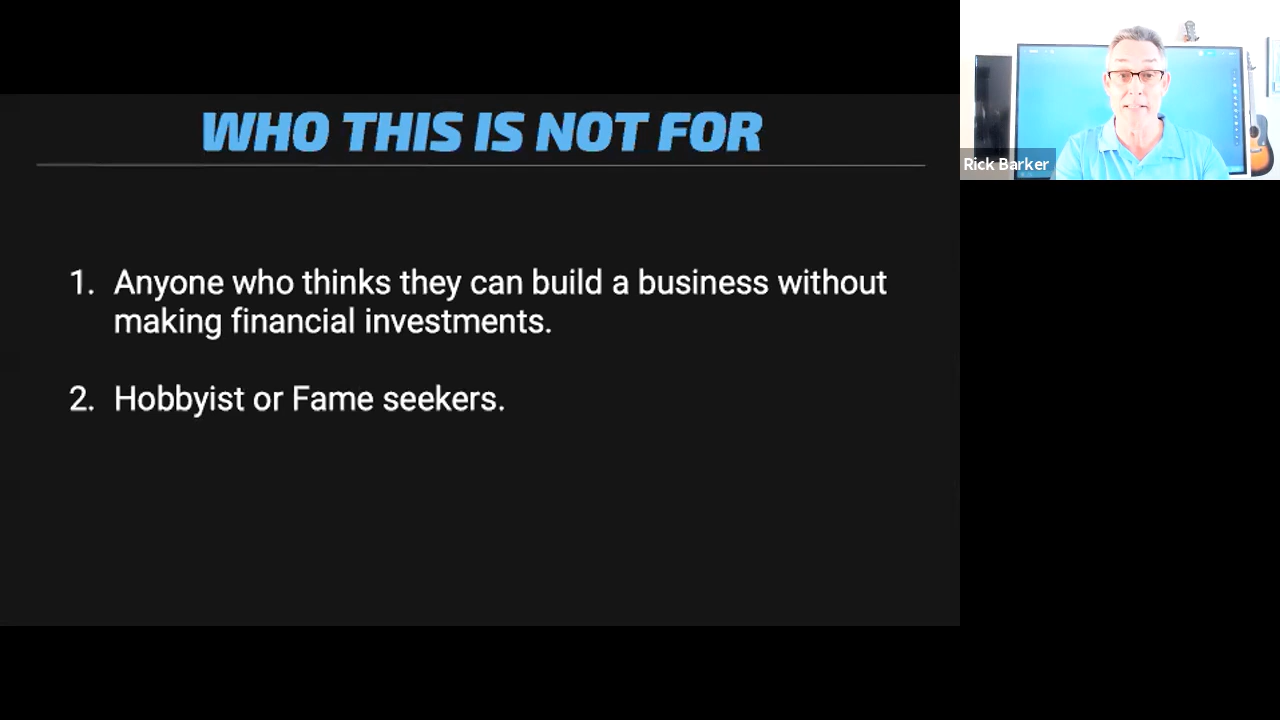 WHO THIS IS NOT FOR
1. Anyone who thinks they can build a business without
making financial investments.
2. Hobbyist or Fame seekers.
Rick Barker